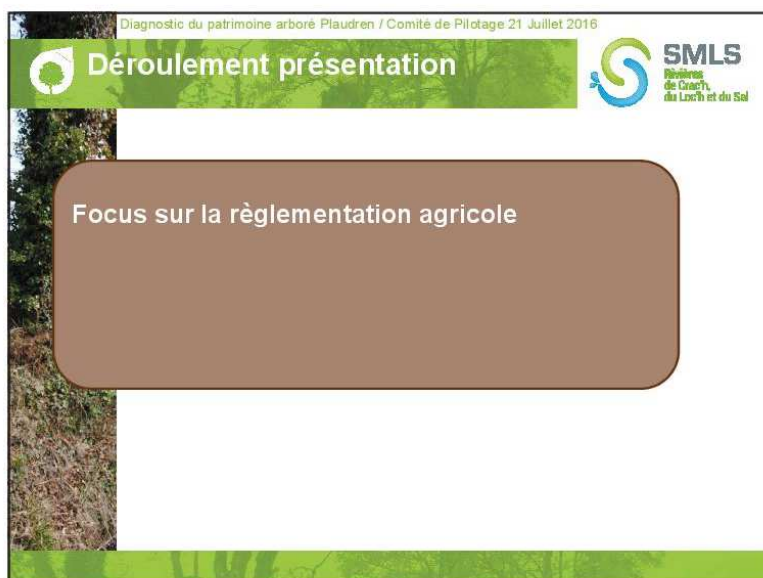 Diagnostic du patrimoine arboré Plaudren / Comité de Pilotage 21 Juillet 2016
Déroulement présentation
SMLS
Rivières
de Crac'h,
du Loc'h et du Sal
Focus sur la règlementation agricole